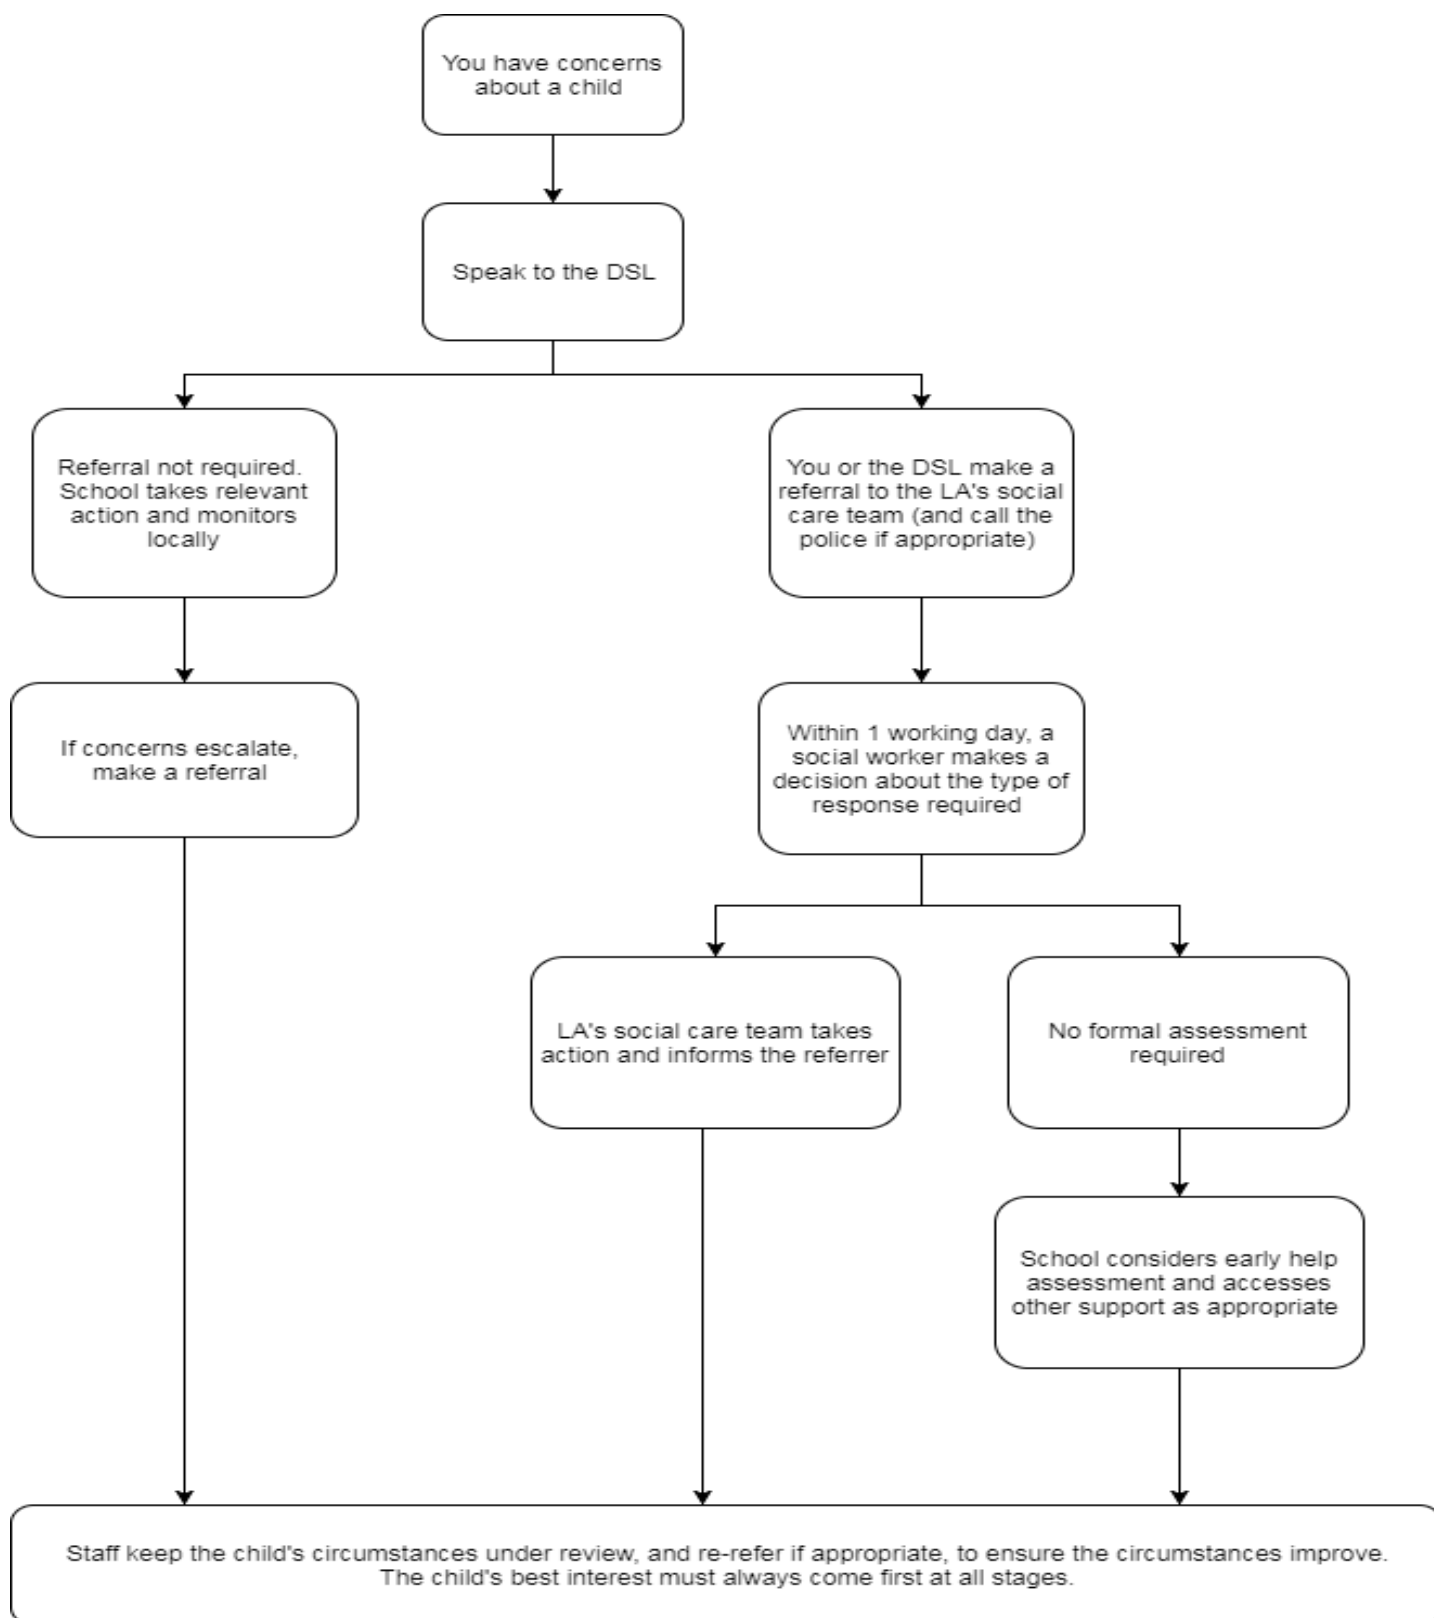 You have concerns
about a child
Speak to the DSL
Referral not required.
School takes relevant
action and monitors
locally
You or the DSL make a
referral to the LA's social
care team (and call the
police if appropriate)
If concerns escalate,
make a referral
Within 1 working day, a
social worker makes a
decision about the type of
response required
LA's social care team takes
action and informs the referrer
No formal assessment
required
School considers early help
assessment and accesses
other support as appropriate
Staff keep the child's circumstances under review, and re-refer if appropriate, to ensure the circumstances improve.
The child's best interest must always come first at all stages.